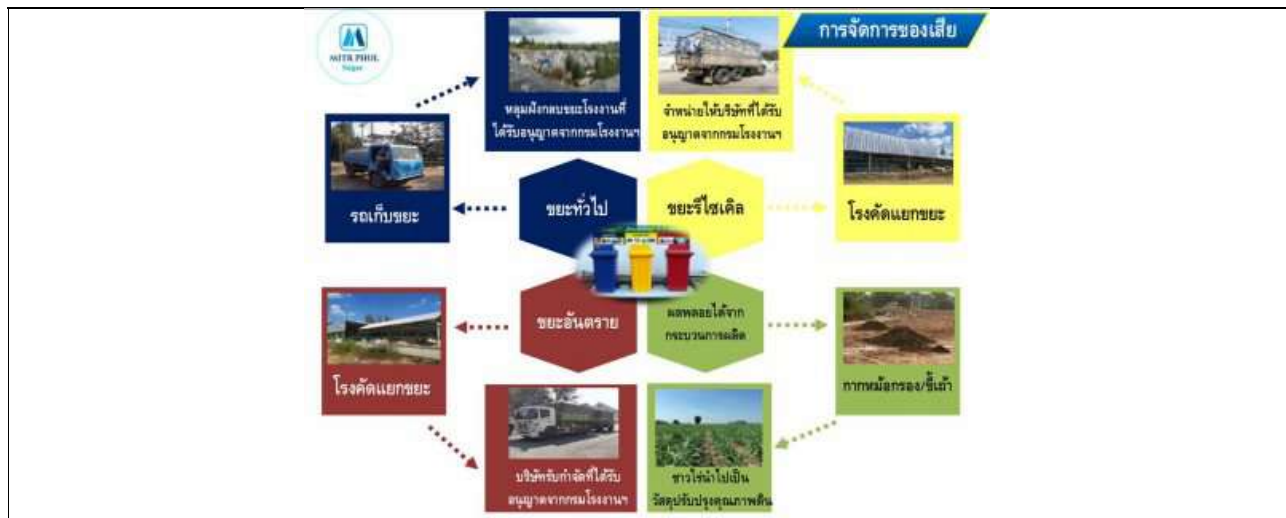 MITR PHOL
Sugar
การจัดการของเสีย
หลุมฝังกลบขยะโรงงานที่
ได้รับอนุญาตจากกรมโรงงานฯ
จำหน่ายให้บริษัทที่ได้รับ
อนุญาตจากกรมโรงงานฯ
รถเก็บขยะ
ขยะทั่วไป
ขยะรีไซเคิล
โรงคัดแยกขยะ
โรงคัดแยกขยะ
ขยะอันตราย
ผลพลอยได้จาก
กระบวนการผลิต
กากหม้อกรอง/ขี้เถ้า
บริษัทรับกำจัดที่ได้รับ
อนุญาตจากกรมโรงงานฯ
ชาวไร่นำไปเป็น
วัสดุปรับปรุงคุณภาพดิน